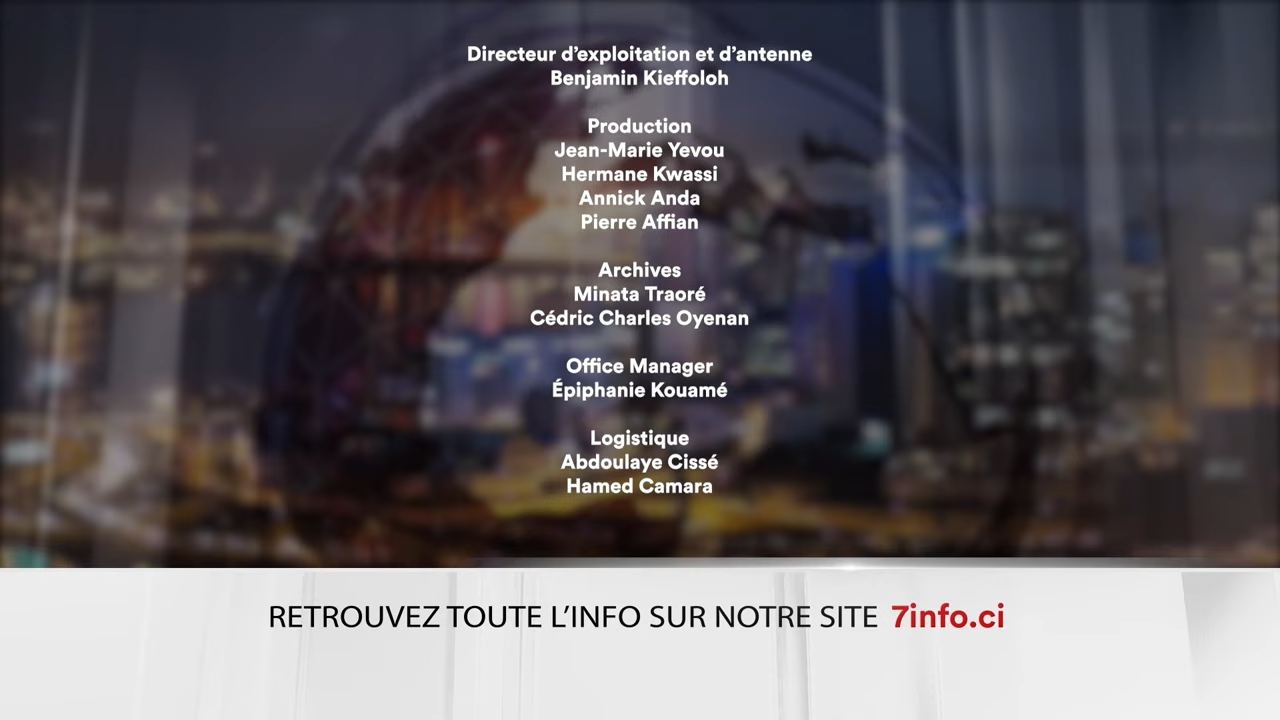 Directeur d’exploitation et d’antenne
Benjamin Kieffoloh
Production
Jean-Marie Yevou
Hermane Kwassi
Annick Anda
Pierre Affian
Archives
Minata Traoré
Cédric Charles Oyenan
Office Manager
Épiphanie Kouamé
Logistique
Abdoulaye Cissé
Hamed Camara
RETROUVEZ TOUTE L’INFO SUR NOTRE SITE 7info.ci